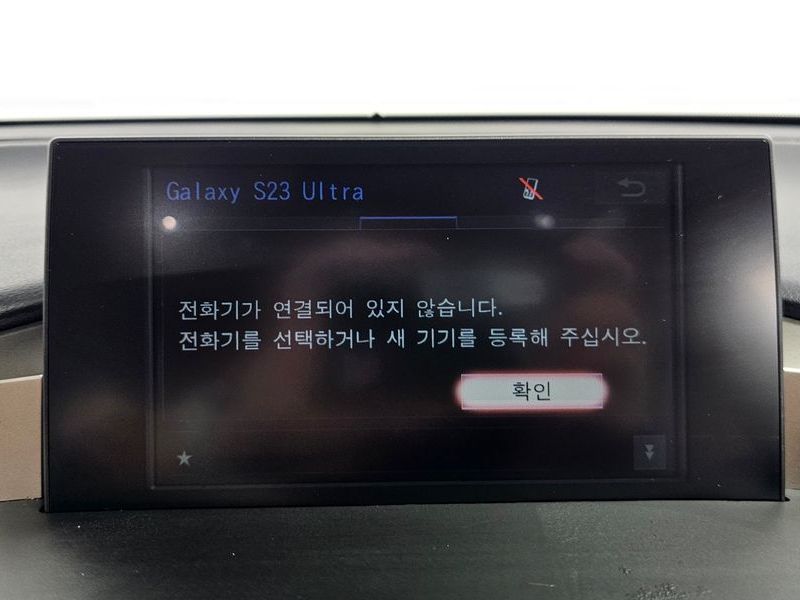 Galaxy S23 Ultra
전화기가 연결되어 있지 않습니다.
전화기를 선택하거나 새 기기를 등록해 주십시오.
확인